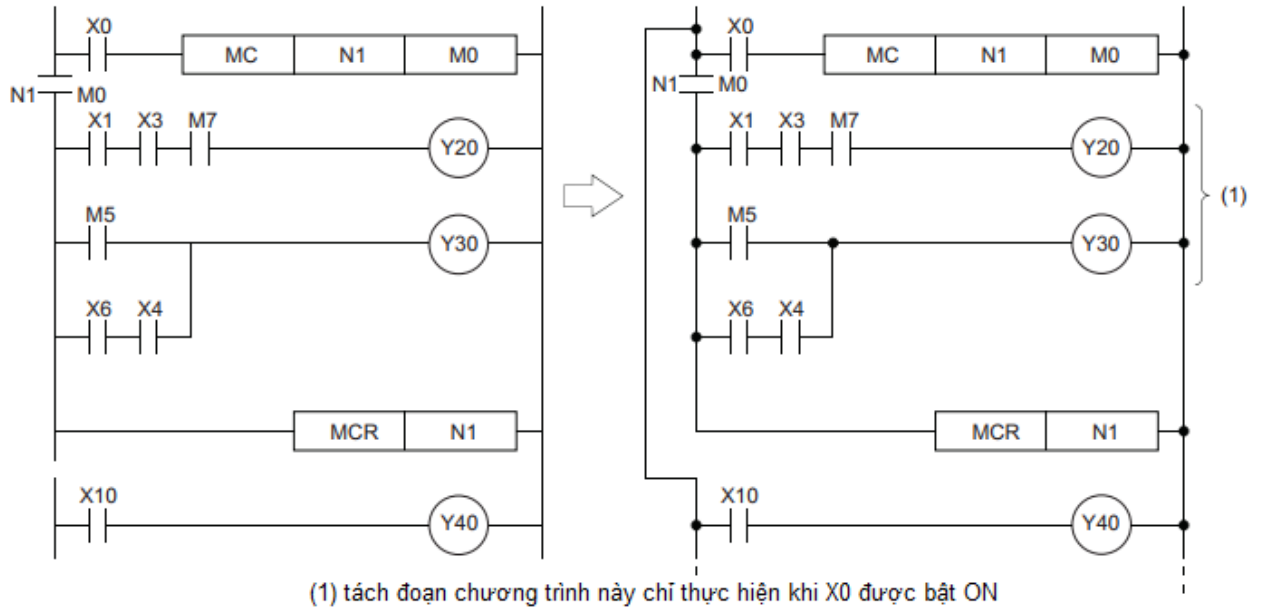 X0 X0
MC N1 M0 MC N1 M0
N1 M0 N1 M0
X1 X3 M7 X1 X3 M7
Y20 Y20
(1)
M5 M5
Y30 Y30
X6 X4 X6 X4
MCR N1 MCR N1
X10 X10
Y40 Y40
(1) tách đoạn chương trình này chỉ thực hiện khi X0 được bật ON